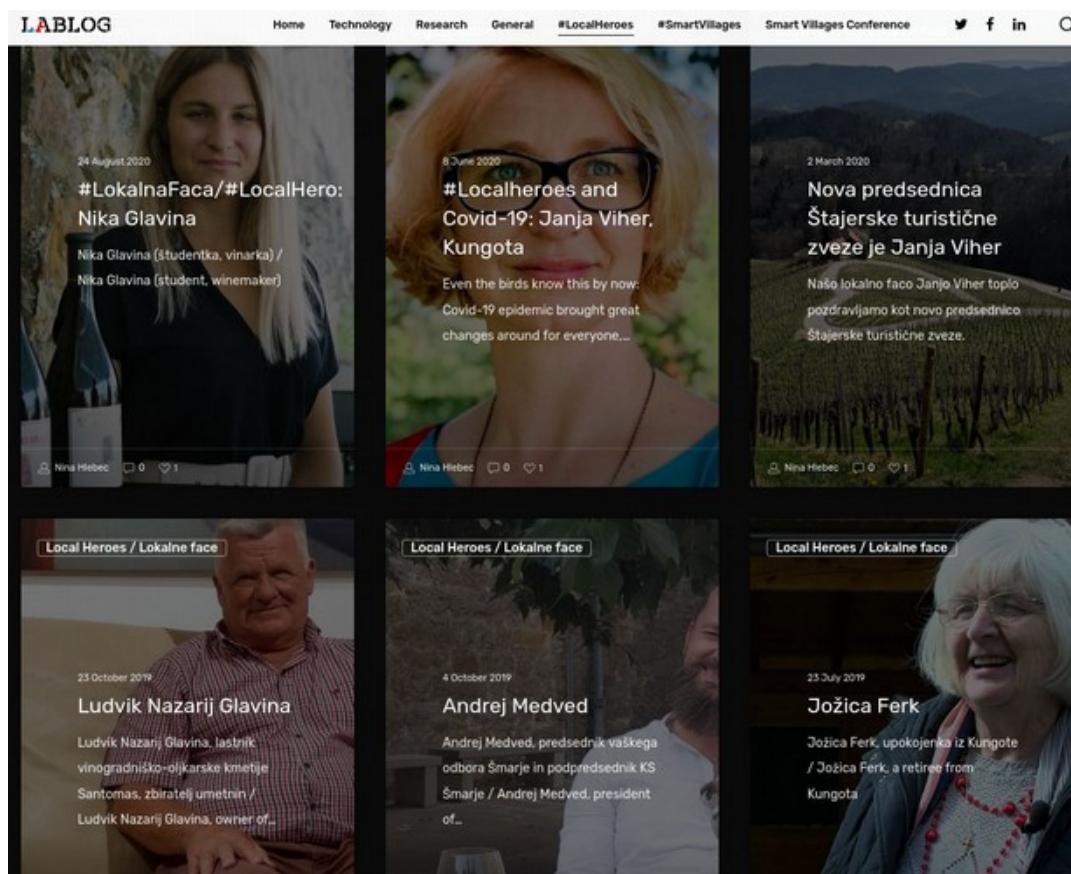 LABLOG
Home Technology Research General #LocalHeroes #SmartVillages Smart Villages Conference
24 August 2020
#LokalnaFaca/#LocalHero:
Nika Glavina
Nika Glavina (študentka, vinarka) /
Nika Glavina (student, winemaker)
Nina Hlebec 0 1
8 June 2020
#Localheroes and
Covid-19: Janja Viher,
Kungota
Even the birds know this by now:
Covid-19 epidemic brought great
changes around for everyone,...
Nina Hlebec 0 1
2 March 2020
Nova predsednica
Štajerske turistične
zveze je Janja Viher
Našo lokalno faco Janjo Viher toplo
pozdravljamo kot novo predsednico
Štajerske turistične zveze.
Nina Hlebec 0 1
Local Heroes / Lokalne face
23 October 2019
Ludvik Nazarij Glavina
Ludvik Nazarij Glavina, lastnik
vinogradniško-oljkarske kmetije
Santomas, zbiratelj umetnin /
Ludvik Nazarij Glavina, owner of...
Local Heroes / Lokalne face
4 October 2019
Andrej Medved
Andrej Medved, predsednik vaškega
odbora Šmarje in podpredsednik KS
Šmarje / Andrej Medved, president
of...
Local Heroes / Lokalne face
23 July 2019
Jožica Ferk
Jožica Ferk, upokojenka iz Kungote
/ Jožica Ferk, a retiree from
Kungota